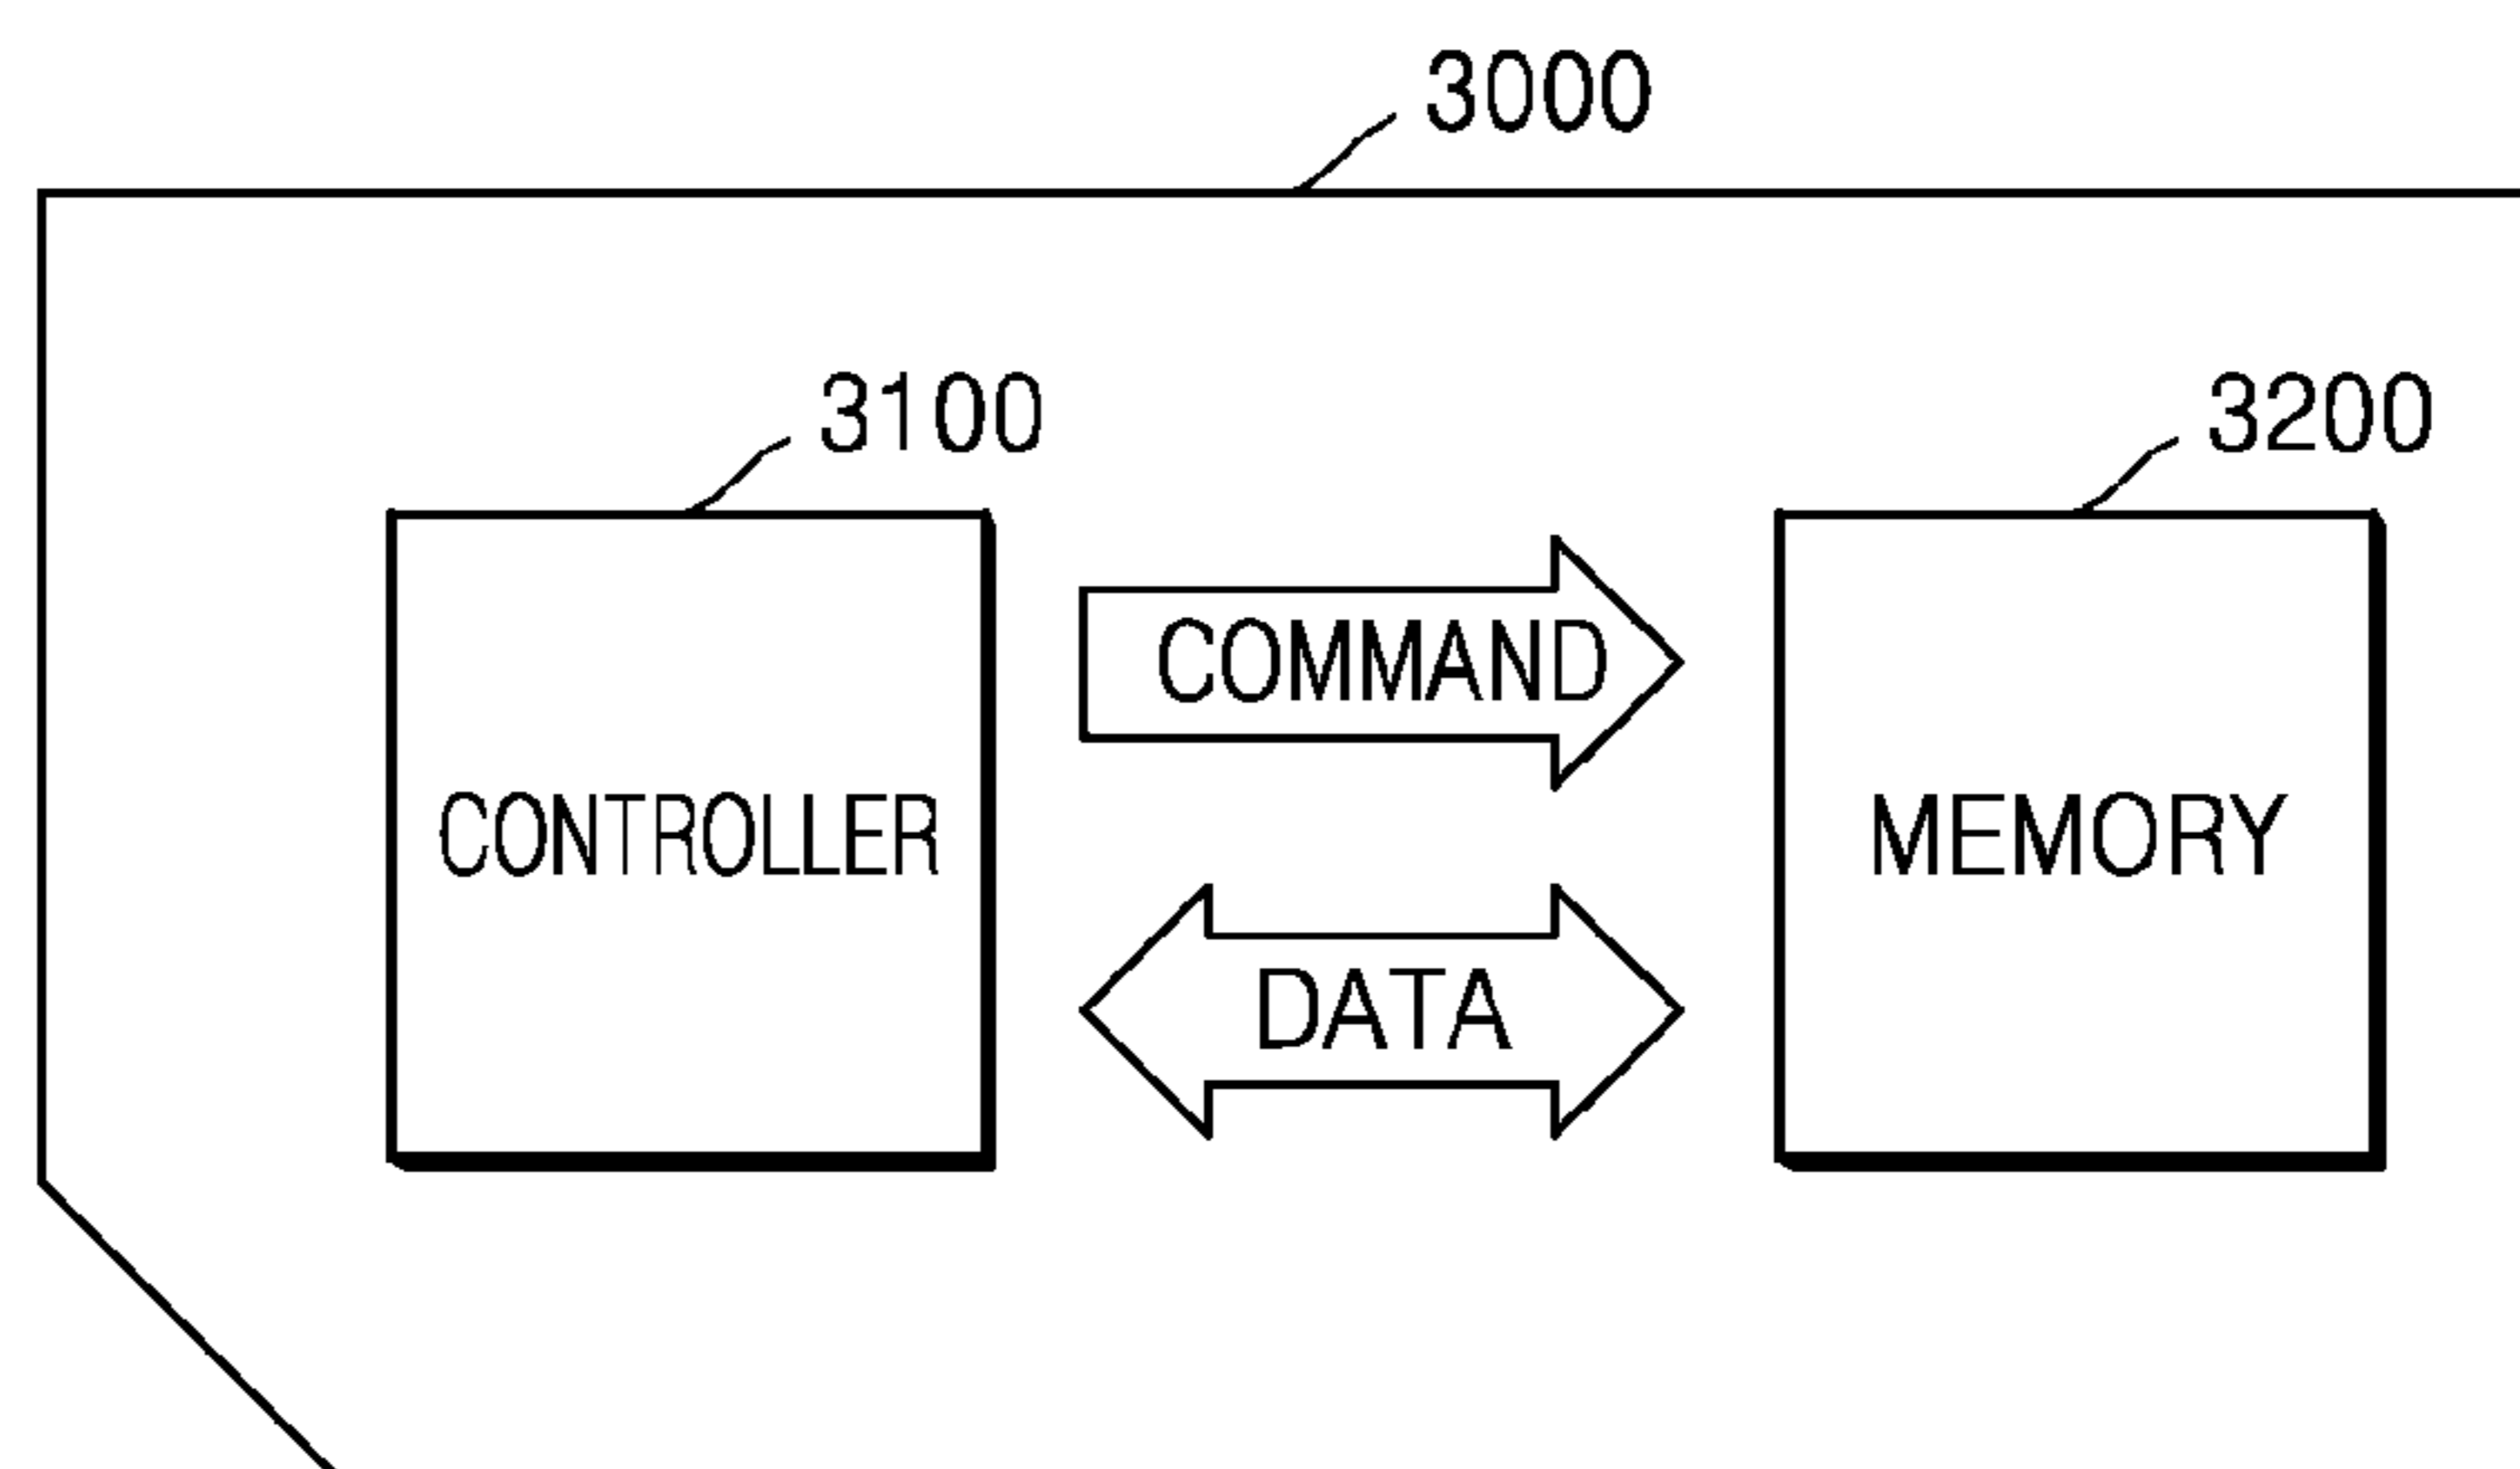 3000
3100
3200
COMMAND
CONTROLLER
MEMORY
DATA